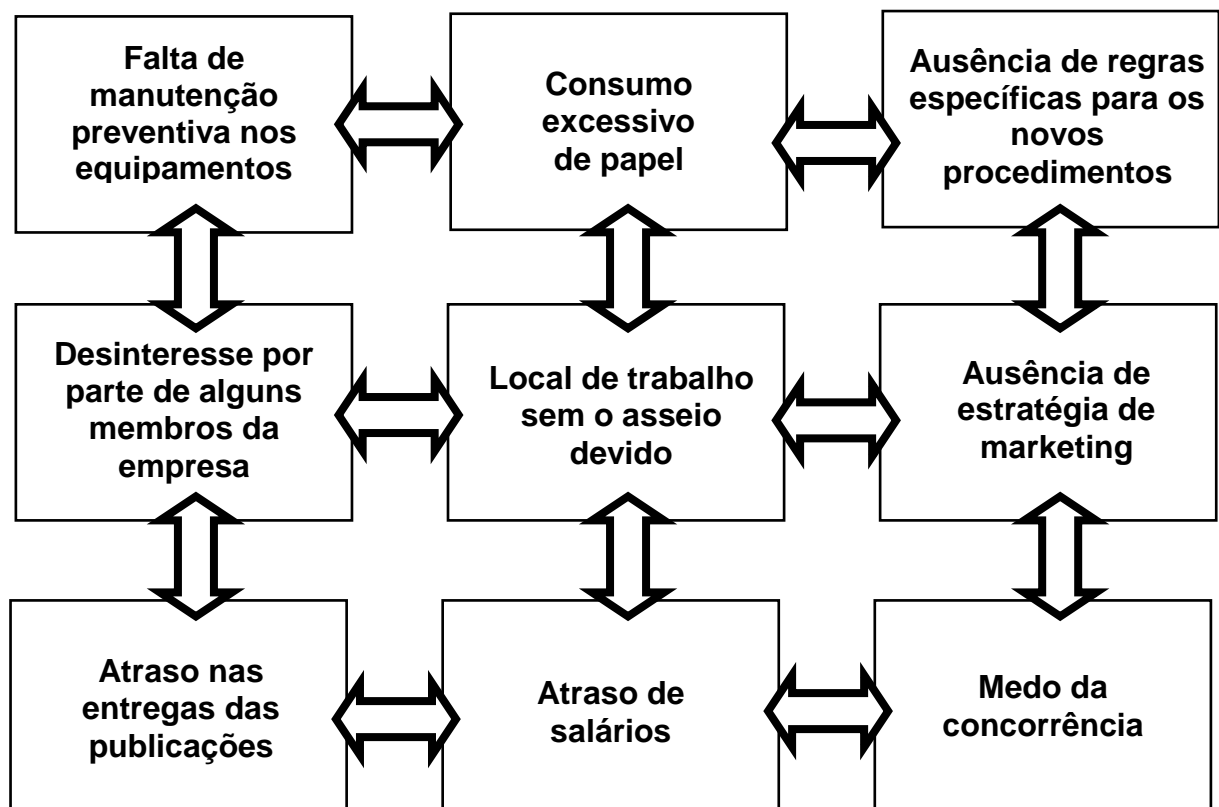 Falta de
manutenção
preventiva nos
equipamentos
Consumo
excessivo
de papel
Ausência de regras
específicas para os
novos
procedimentos
Desinteresse por
parte de alguns
membros da
empresa
Local de trabalho
sem o asseio
devido
Ausência de
estratégia de
marketing
Atraso nas
entregas das
publicações
Atraso de
salários
Medo da
concorrência